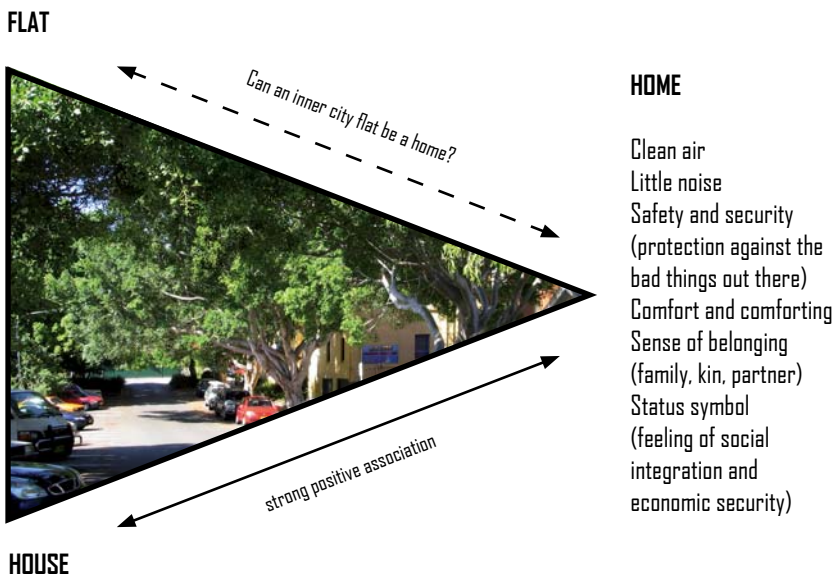 FLAT
Can an inner city flat be a home?
HOME
Clean air
Little noise
Safety and security
(protection against the
bad things out there)
Comfort and comforting
Sense of belonging
(family, kin, partner)
Status symbol
(feeling of social
integration and
economic security)
strong positive association
HOUSE